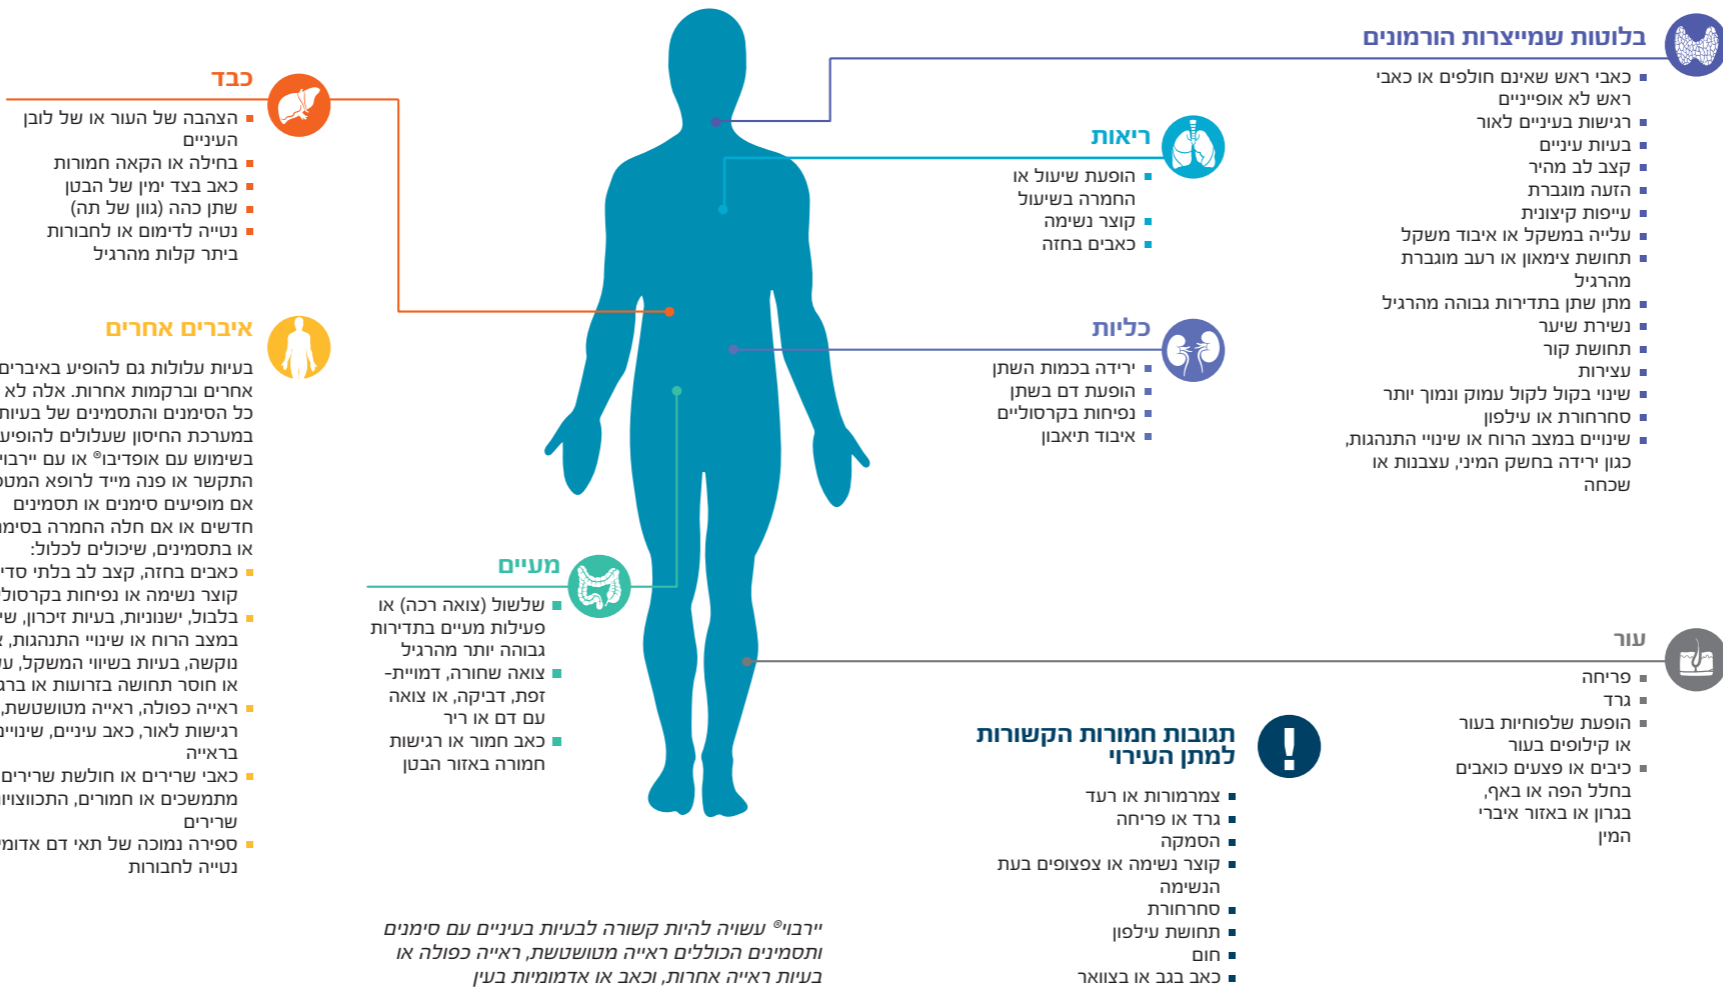 בלוטות שמייצרות הורמונים
כאבי ראש שאינם חולפים או כאבי
ראש לא אופייניים
רגישות בעיניים לאור
בעיות עיניים
קצב לב מהיר
הזעה מוגברת
עייפות קיצונית
עלייה במשקל או איבוד משקל
תחושת צימאון או רעב מוגברת
מהרגיל
מתן שתן בתדירות גבוהה מהרגיל
נשירת שיער
תחושת קור
עצירות
שינוי בקול לקול עמוק ונמוך יותר
סחרחורת או עילפון
שינויים במצב הרוח או שינויי התנהגות,
כגון ירידה בחשק המיני, עצבנות או
שכחה
ריאות
הופעת שיעול או
החמרה בשיעול
קוצר נשימה
כאבים בחזה
כליות
ירידה בכמות השתן
הופעת דם בשתן
נפיחות בקרסוליים
איבוד תיאבון
עור
פריחה
גרד
הופעת שלפוחיות בעור
או קילופים בעור
כיבים או פצעים כואבים
בחלל הפה או באף,
בגרון או באזור איברי
המין
תגובות חמורות הקשורות
למתן העירוי
צמרמורות או רעד
גרד או פריחה
הסמקה
קוצר נשימה או צפצופים בעת
הנשימה
סחרחורת
תחושת עילפון
חום
כאב בגב או בצוואר
כבד
הצהבה של העור או של לובן
העיניים
בחילה או הקאה חמורות
כאב בצד ימין של הבטן
שתן כהה (גוון של תה)
נטייה לדימום או לחבורות
ביתר קלות מהרגיל
מעיים
שלשול (צואה רכה) או
פעילות מעיים בתדירות
גבוהה יותר מהרגיל
צואה שחורה, דמויית-
זפת, דביקה, או צואה
עם דם או ריר
כאב חמור או רגישות
חמורה באזור הבטן
איברים אחרים
בעיות עלולות גם להופיע באיברים
אחרים וברקמות אחרות. אלה לא
כל הסימנים והתסמינים של בעיות
במערכת החיסון שעלולים להופיע
בשימוש עם אופדיבו® או עם
התקשר או פנה מייד לרופא
אם מופיעים סימנים או תסמינים
חדשים או אם חלה החמרה
או בתסמינים, שיכולים לכלול:
כאבים בחזה, קצב לב בלתי
קוצר נשימה או נפיחות
בלבול, ישנוניות, בעיות זיכרון,
במצב הרוח או שינויי התנהגות,
נוקשה, בעיות בשיווי המשקל,
או חוסר תחושה בזרועות או
ראייה כפולה, ראייה מטושטשת,
רגישות לאור, כאב עיניים,
בראייה
כאבי שרירים או חולשת שרירים
מתמשכים או חמורים,
שרירים
ספירה נמוכה של תאי דם
נטייה לחבורות
יירבוי® עשויה להיות קשורה לבעיות בעיניים עם סימנים
ותסמינים הכוללים ראייה מטושטשת, ראייה כפולה או
בעיות ראייה אחרות, וכאב או אדמומיות בעין